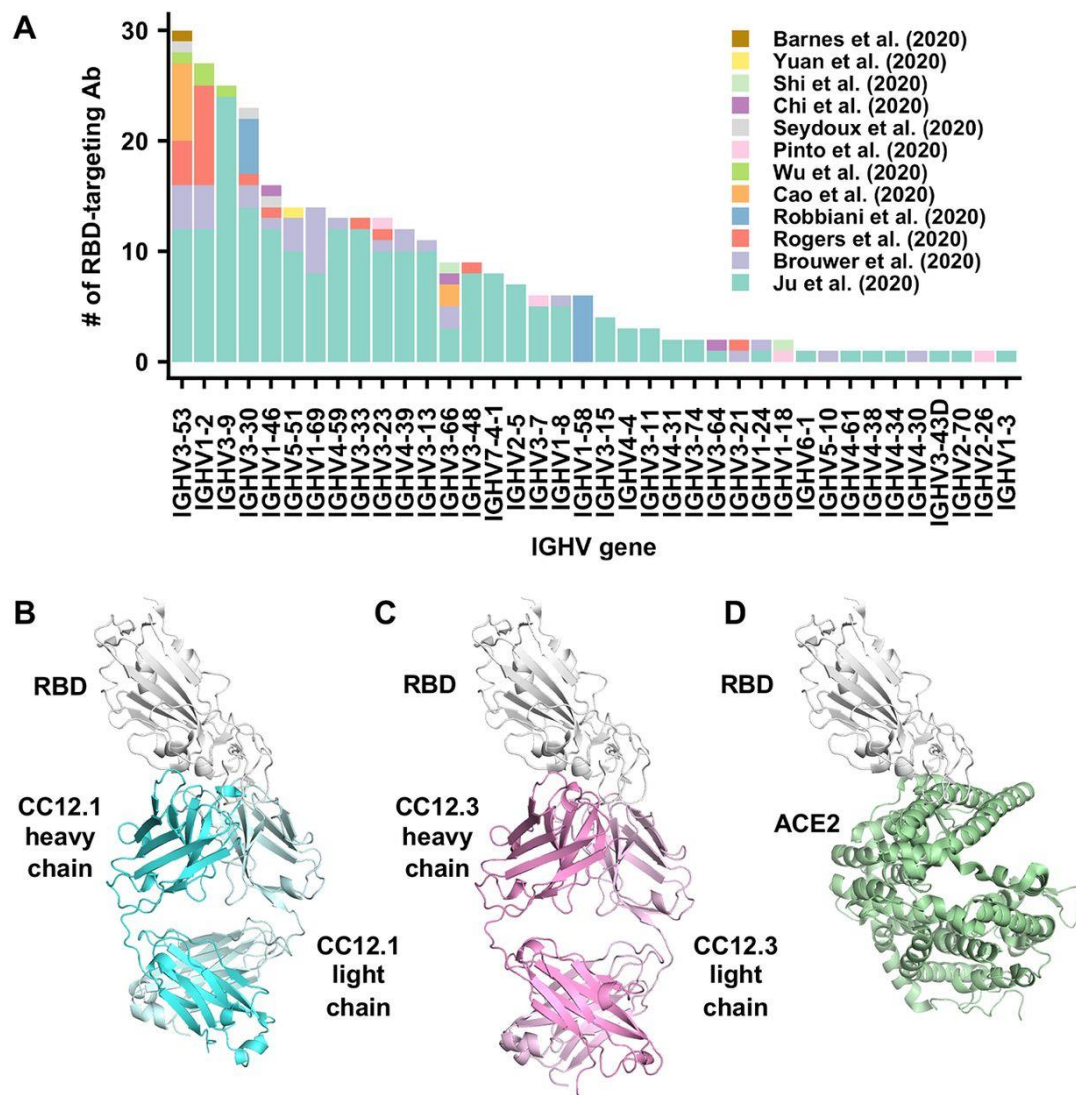 A
# of RBD-targeting Ab
30
20
10
0
Barnes et al. (2020)
Yuan et al. (2020)
Shi et al. (2020)
Chi et al. (2020)
Seydoux et al. (2020)
Pinto et al. (2020)
Wu et al. (2020)
Cao et al. (2020)
Robbiani et al. (2020)
Rogers et al. (2020)
Brouwer et al. (2020)
Ju et al. (2020)
IGHV3-53
IGHV1-2
IGHV3-9
IGHV3-30
IGHV1-46
IGHV5-51
IGHV1-69
IGHV4-59
IGHV3-33
IGHV3-23
IGHV4-39
IGHV3-13
IGHV3-66
IGHV3-48
IGHV7-4-1
IGHV2-5
IGHV3-7
IGHV1-8
IGHV1-58
IGHV3-15
IGHV4-4
IGHV3-11
IGHV4-31
IGHV3-74
IGHV3-64
IGHV3-21
IGHV1-24
IGHV1-18
IGHV6-1
IGHV5-10
IGHV4-61
IGHV4-38
IGHV4-34
IGHV4-30
IGHV3-43D
IGHV2-70
IGHV2-26
IGHV1-3
IGHV gene
B
RBD
CC12.1
heavy
chain
CC12.1
light
chain
C
RBD
CC12.3
heavy
chain
CC12.3
light
chain
D
RBD
ACE2